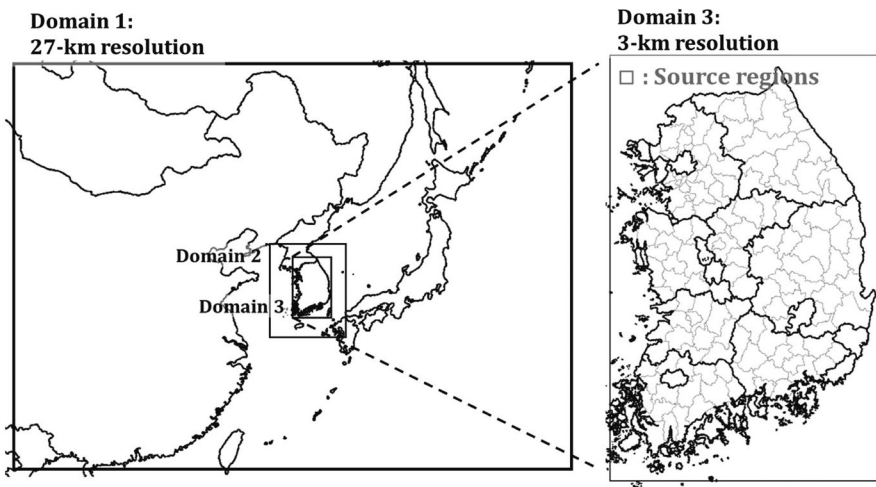 Domain 1:
27-km resolution
Domain 2
Domain 3
Domain 3:
3-km resolution
□ : Source regions